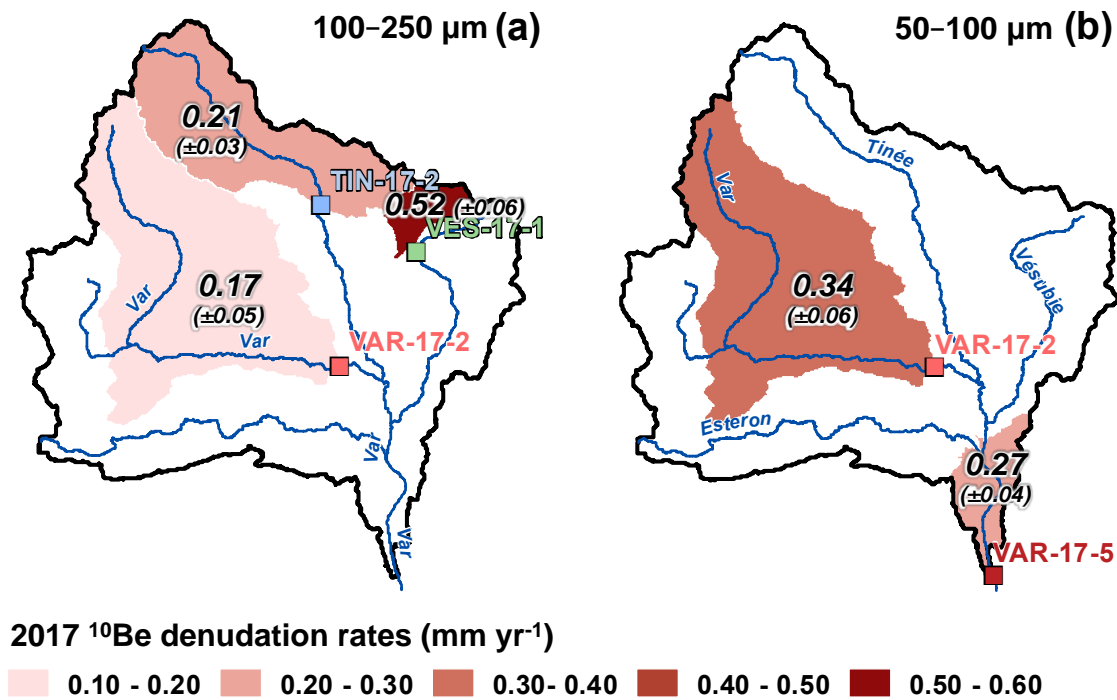 100–250 µm (a)
0.21
(±0.03)
TIN-17-2
0.52 (±0.06)
VES-17-1
Var
0.17
(±0.05)
Var
VAR-17-2
Var
Var
50–100 µm (b)
Tinée
Var
Vésubie
0.34
(±0.06)
VAR-17-2
Esteron
0.27
(±0.04)
VAR-17-5
2017 ¹⁰Be denudation rates (mm yr⁻¹)
0.10 - 0.20 0.20 - 0.30 0.30- 0.40 0.40 - 0.50 0.50 - 0.60